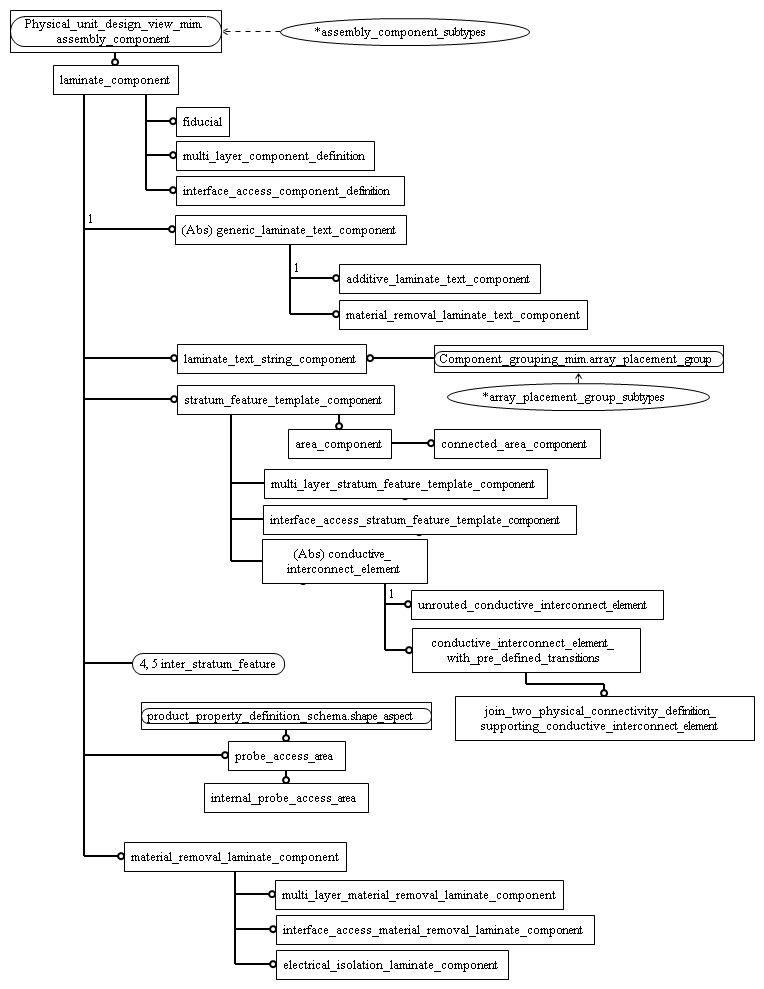 Physical_unit_design_view_mim
assembly_component
*assembly_component_subtypes
laminate_component
fiducial
multi_layer_component_definition
interface_access_component_definition
1
(Abs) generic_laminate_text_component
1
additive_laminate_text_component
material_removal_laminate_text_component
laminate_text_string_component
Component_grouping_mim.array_placement_group
*array_placement_group_subtypes
stratum_feature_template_component
area_component
connected_area_component
multi_layer_stratum_feature_template_component
interface_access_stratum_feature_template_component
(Abs) conductive_
interconnect_element
1
unrouted_conductive_interconnect_element
conductive_interconnect_element_
with_pre_defined_transitions
4, 5 inter_stratum_feature
join_two_physical_connectivity_definition_
supporting_conductive_interconnect_element
product_property_definition_schema.shape_aspect
probe_access_area
internal_probe_access_area
material_removal_laminate_component
multi_layer_material_removal_laminate_component
interface_access_material_removal_laminate_component
electrical_isolation_laminate_component